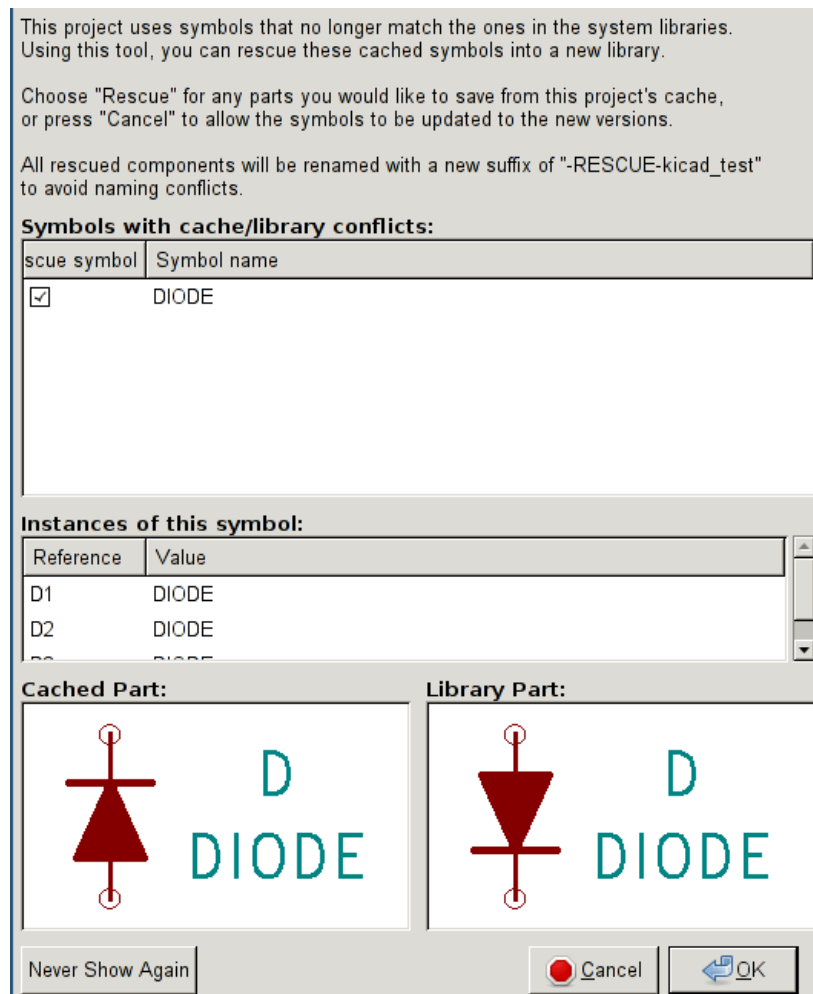 This project uses symbols that no longer match the ones in the system libraries.
Using this tool, you can rescue these cached symbols into a new library.
Choose "Rescue" for any parts you would like to save from this project's cache,
or press "Cancel" to allow the symbols to be updated to the new versions.
All rescued components will be renamed with a new suffix of "-RESCUE-kicad_test"
to avoid naming conflicts.
Symbols with cache/library conflicts:
scue symbol Symbol name
DIODE
Instances of this symbol:
Reference Value
D1 DIODE
D2 DIODE
Cached Part: Library Part:
D D
DIODE DIODE
Never Show Again Cancel OK